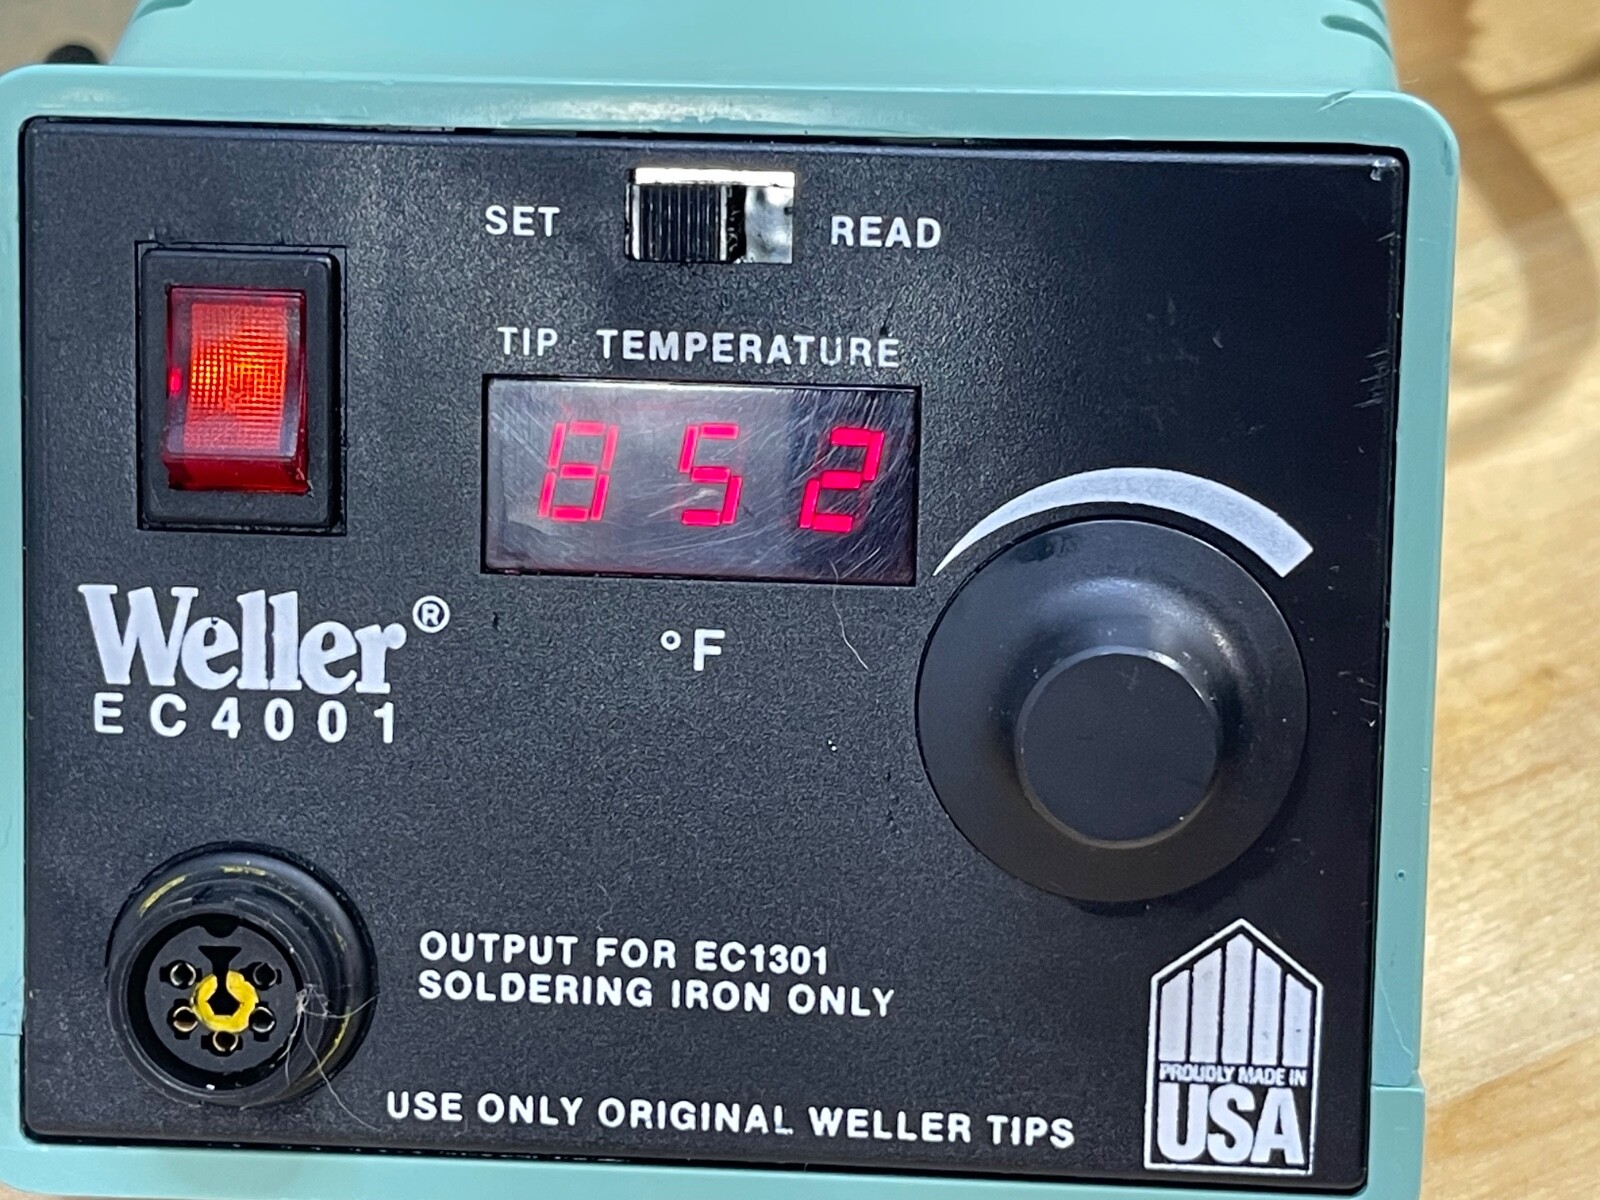 SET READ
TIP TEMPERATURE
852
°F
Weller®
EC4001
OUTPUT FOR EC1301
SOLDERING IRON ONLY
USE ONLY ORIGINAL WELLER TIPS
PROUDLY MADE IN
USA